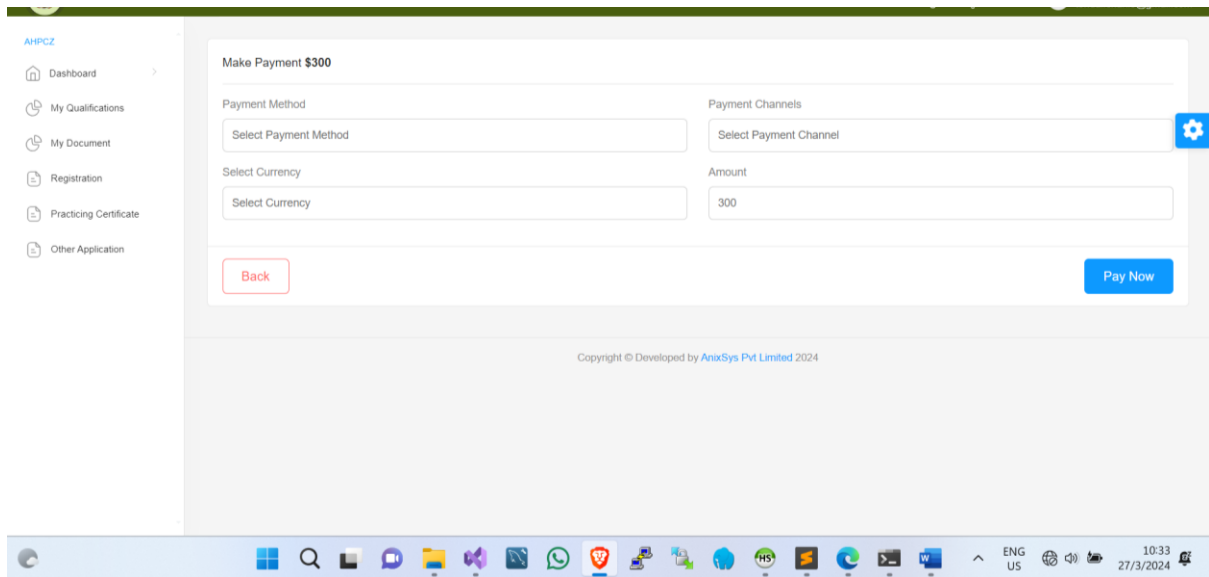 AHPCZ
Dashboard
My Qualifications
My Document
Registration
Practicing Certificate
Other Application
Make Payment $300
Payment Method
Payment Channels
Select Payment Method
Select Payment Channel
Select Currency
Amount
Select Currency
300
Back
Pay Now
Copyright © Developed by AnixSys Pvt Limited 2024
HS
W
ENG
US
10:33
27/3/2024